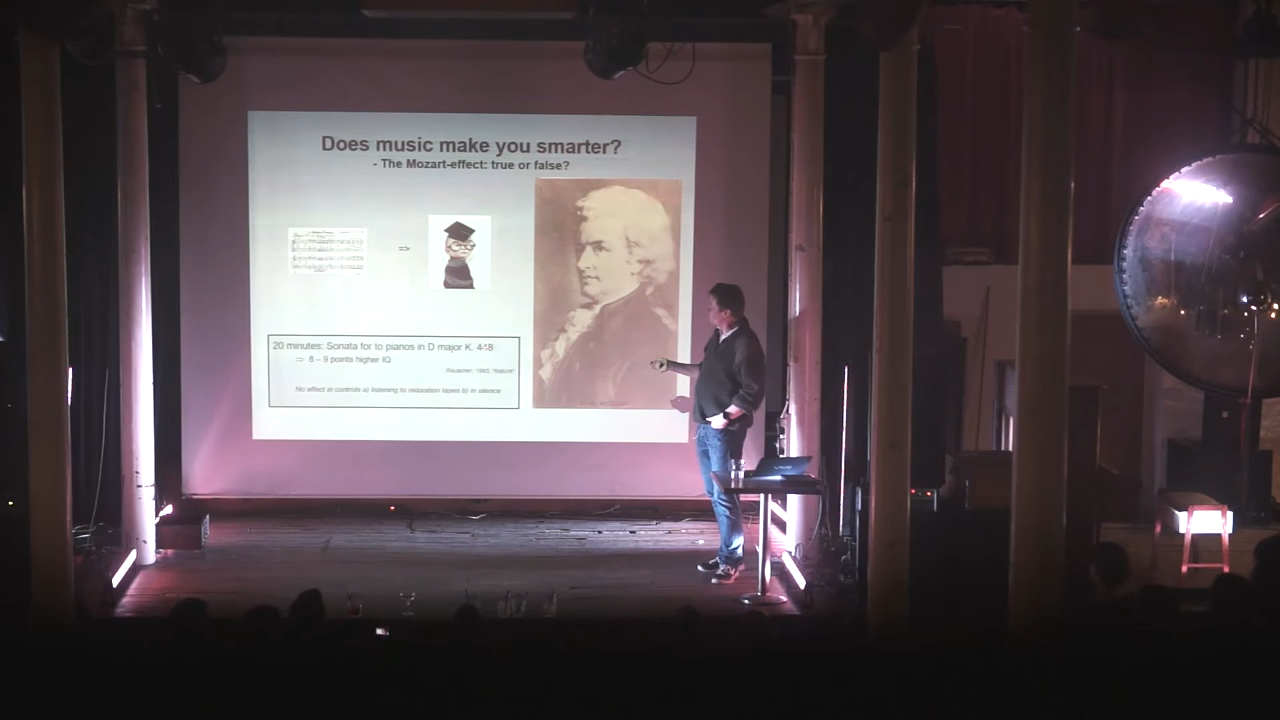 Does music make you smarter?
- The Mozart-effect: true or false?
=>
20 minutes: Sonata for to pianos in D major K. 448
⇒ 8 – 9 points higher IQ
Rauscher: 1993 "Nature"
No effect in controls a) listening to relaxation tapes b) in silence
VAIO